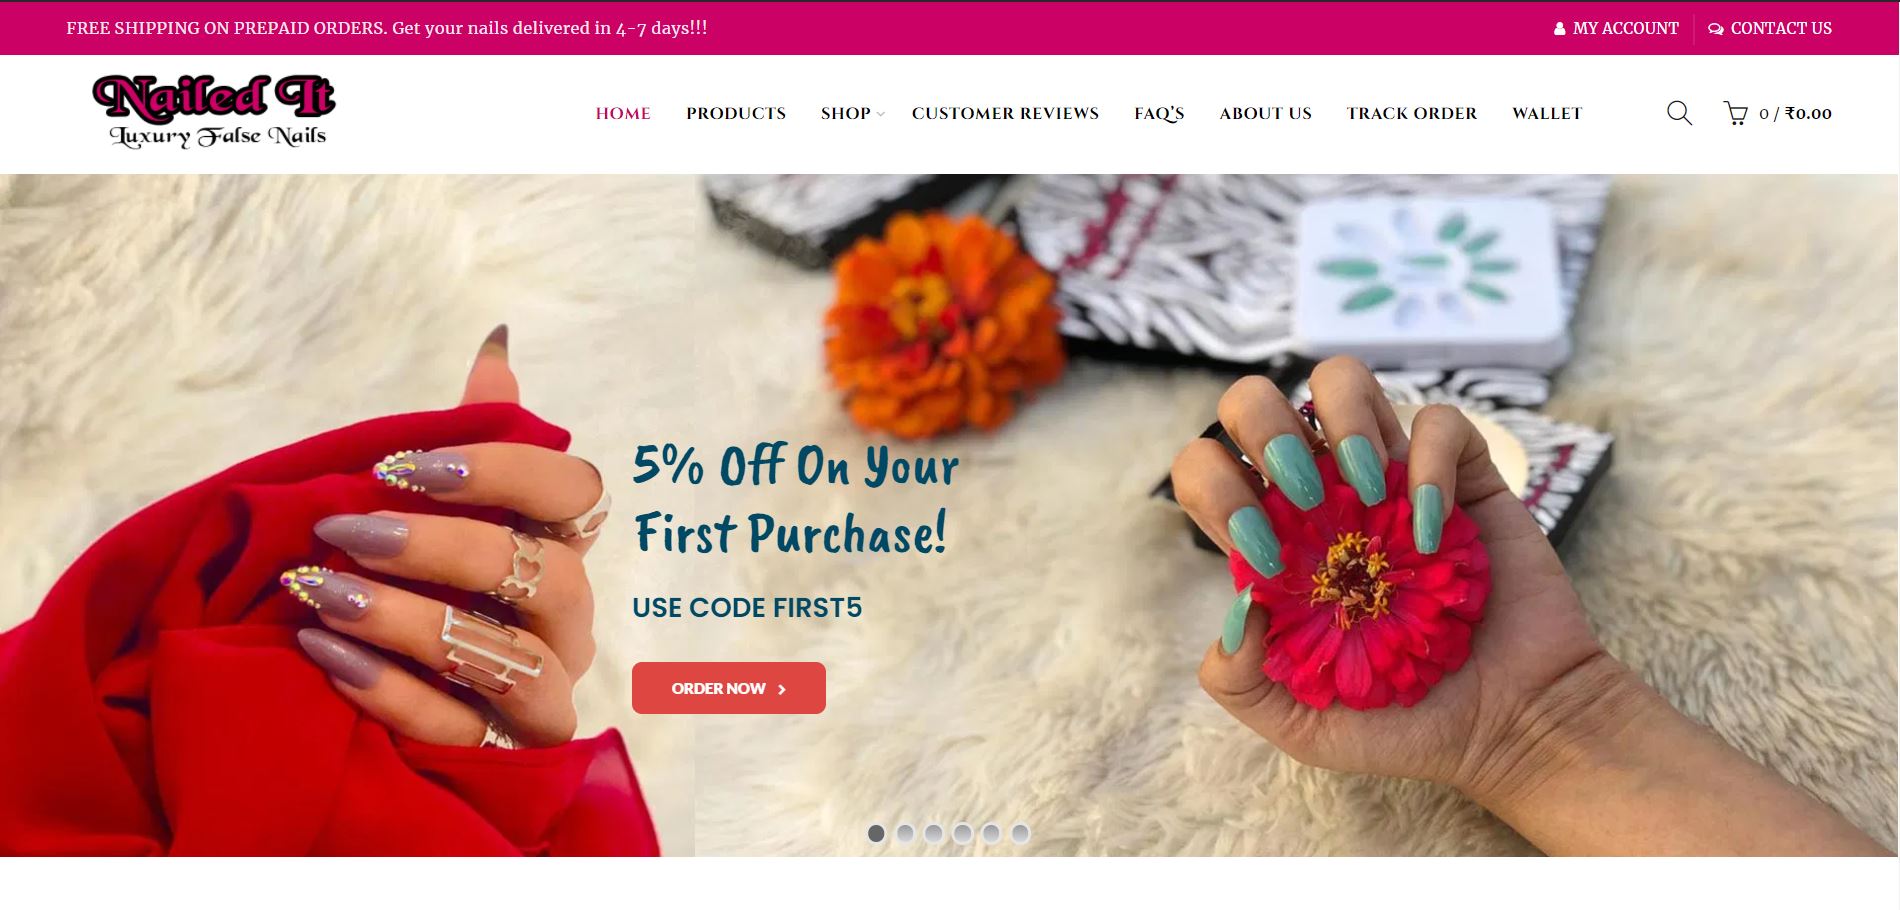 FREE SHIPPING ON PREPAID ORDERS. Get your nails delivered in 4-7 days!!!
MY ACCOUNT
CONTACT US
Nailed It
Luxury False Nails
HOME
PRODUCTS
SHOP
CUSTOMER REVIEWS
FAQ'S
ABOUT US
TRACK ORDER
WALLET
0 / ₹0.00
5% Off On Your
First Purchase!
USE CODE FIRST5
ORDER NOW